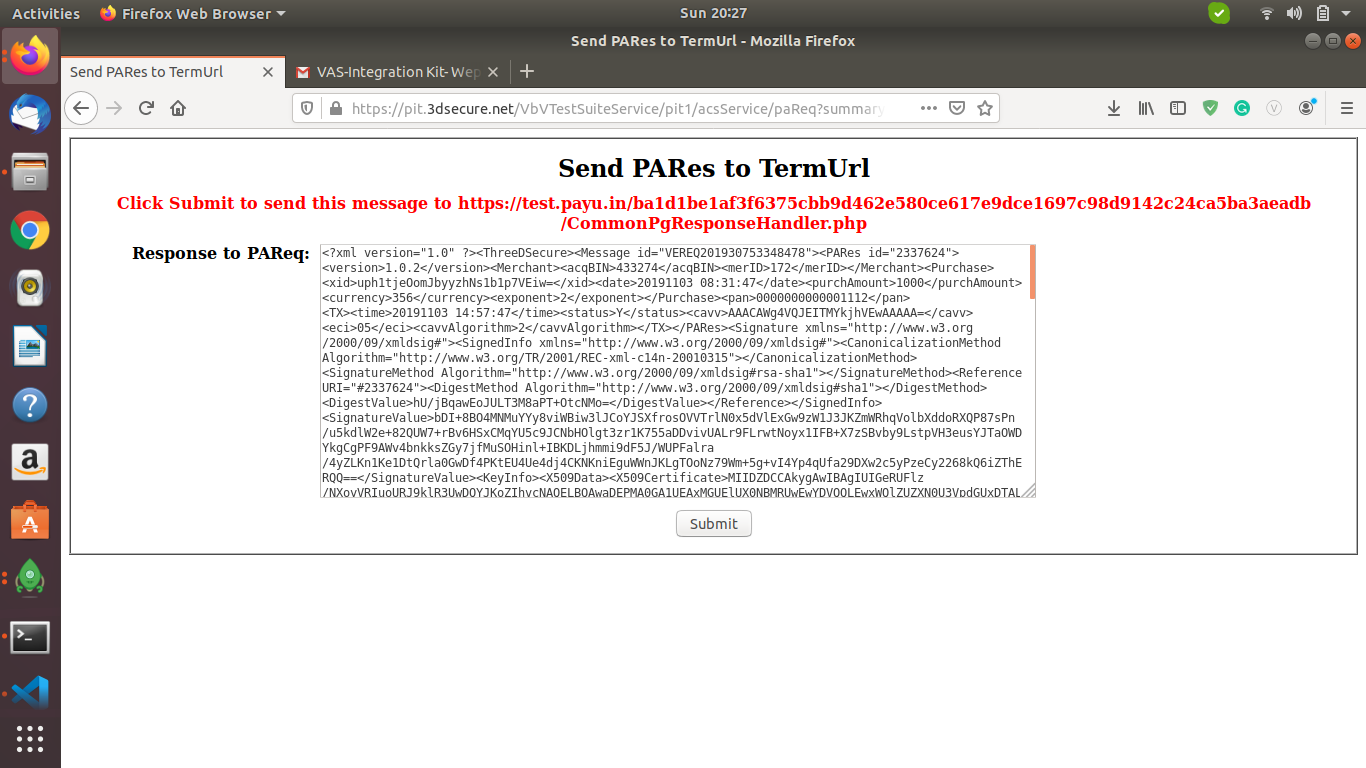 Activities Firefox Web Browser Sun 20:27
Send PARes to TermUrl - Mozilla Firefox
Send PARes to TermUrl VAS-Integration Kit- Wep
https://pit.3dsecure.net/VbVTestSuiteService/pit1/acsService/paReq?summary
Send PARes to TermUrl
Click Submit to send this message to https://test.payu.in/ba1d1be1af3f6375cbb9d462e580ce617e9dce1697c98d9142c24ca5ba3aeadb
/CommonPgResponseHandler.php
Response to PAReq:
<?xml version="1.0" ?><ThreeDSecure><Message id="VEREQ201930753348478"><PARes id="2337624">
<version>1.0.2</version><Merchant><acqBIN>433274</acqBIN><merID>172</merID></Merchant><Purchase>
<xid>uph1tjeOomJbyyzhNs1b1p7VEiw=</xid><date>20191103 08:31:47</date><purchAmount>1000</purchAmount>
<currency>356</currency><exponent>2</exponent></Purchase><pan>0000000000001112</pan>
<TX><time>20191103 14:57:47</time><status>Y</status><cavv>AAACAWg4VQJEITMYkjhVEwAAAAA=</cavv>
<eci>05</eci><cavvAlgorithm>2</cavvAlgorithm></TX></PARes><Signature xmlns="http://www.w3.org
/2000/09/xmldsig#"><SignedInfo xmlns="http://www.w3.org/2000/09/xmldsig#"><CanonicalizationMethod
Algorithm="http://www.w3.org/TR/2001/REC-xml-c14n-20010315"></CanonicalizationMethod>
<SignatureMethod Algorithm="http://www.w3.org/2000/09/xmldsig#rsa-sha1"></SignatureMethod><Reference
URI="#2337624"><DigestMethod Algorithm="http://www.w3.org/2000/09/xmldsig#sha1"></DigestMethod>
<DigestValue>hU/jBqawEoJULT3M8aPT+OtcNMo=</DigestValue></Reference></SignedInfo>
<SignatureValue>bDI+8BO4MNMuYYy8viWBiw3lJCoYJSXfrosOVVTrlN0x5dVlExGw9zW1J3JKZmWRhqVolbXddoRXQP87sPn
/u5kdlW2e+82QUW7+rBv6HSxCMqYU5c9JCNbHOlgt3zr1K755aDDvivUALr9FLrwtNoyx1IFB+X7zSBvby9LstpVH3eusYJTaOWD
YkgCgPF9AWv4bnkksZGy7jfMuSOHinl+IBKDLjhmmi9dF5J/WUPFalra
/4yZLKn1Ke1DtQrla0GwDf4PKtEU4Ue4dj4CKNKniEguWWnJKLgTOoNz79Wm+5g+vI4Yp4qUfa29DXw2c5yPzeCy2268kQ6iZThE
RQQ==</SignatureValue><KeyInfo><X509Data><X509Certificate>MIIDZDCCAkygAwIBAgIUIGeRUFlz
Submit